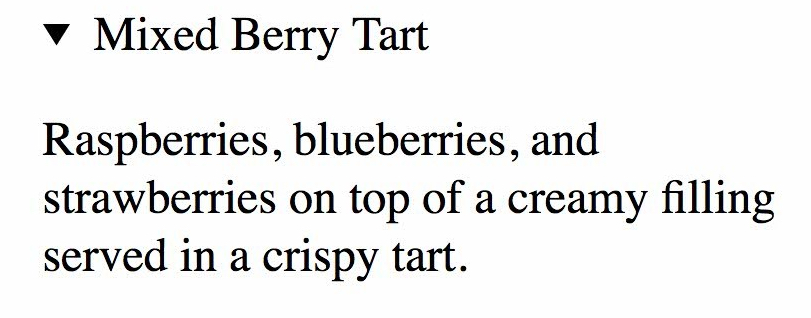 Mixed Berry Tart
Raspberries, blueberries, and
strawberries on top of a creamy filling
served in a crispy tart.